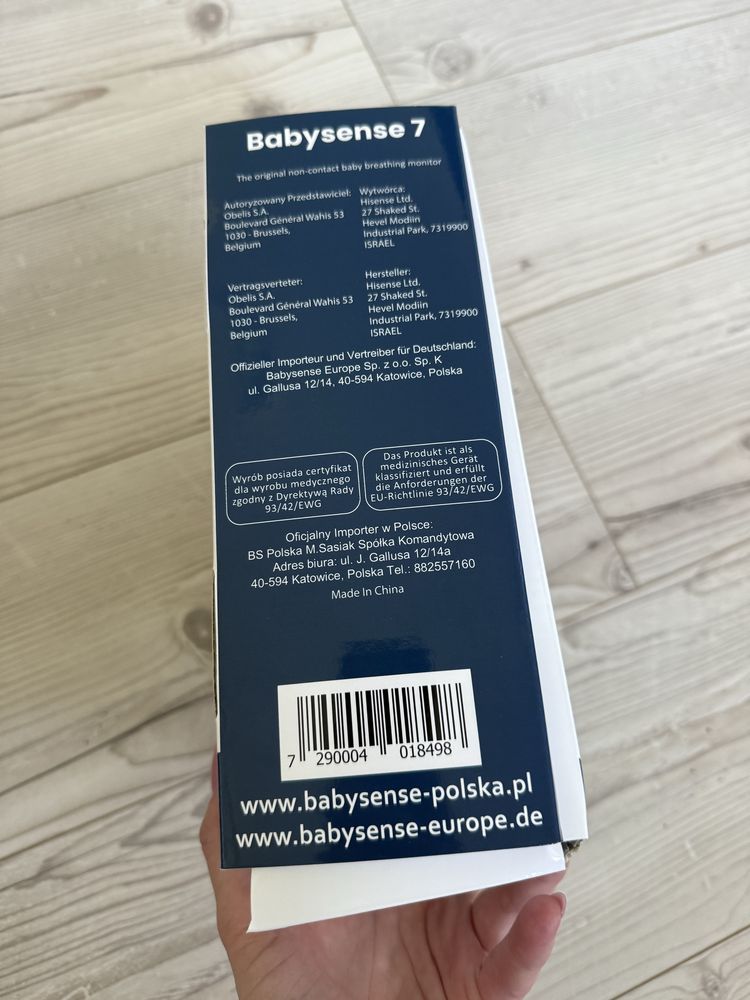 Babysense 7
The original non-contact baby breathing monitor
Autoryzowany Przedstawiciel:
Obelis S.A.
Boulevard Général Wahis 53
1030 - Brussels,
Belgium
Wytwórca:
Hisense Ltd.
27 Shaked St.
Hevel Modiin
Industrial Park, 7319900
ISRAEL
Vertragsverteter:
Obelis S.A.
Boulevard Général Wahis 53
1030 - Brussels,
Belgium
Hersteller:
Hisense Ltd.
27 Shaked St.
Hevel Modiin
Industrial Park, 7319900
ISRAEL
Offizieller Importeur und Vertreiber für Deutschland:
Babysense Europe Sp. z o.o. Sp. K
ul. Gallusa 12/14, 40-594 Katowice, Polska
Wyrób posiada certyfikat
dla wyrobu medycznego
zgodny z Dyrektywą Rady
93/42/EWG
Das Produkt ist als
medizinisches Gerät
klassifiziert und erfüllt
die Anforderungen der
EU-Richtlinie 93/42/EWG
Oficjalny Importer w Polsce:
BS Polska M.Sasiak Spółka Komandytowa
Adres biura: ul. J. Gallusa 12/14a
40-594 Katowice, Polska Tel.: 882557160
Made In China
7 290004 018498
www.babysense-polska.pl
www.babysense-europe.de